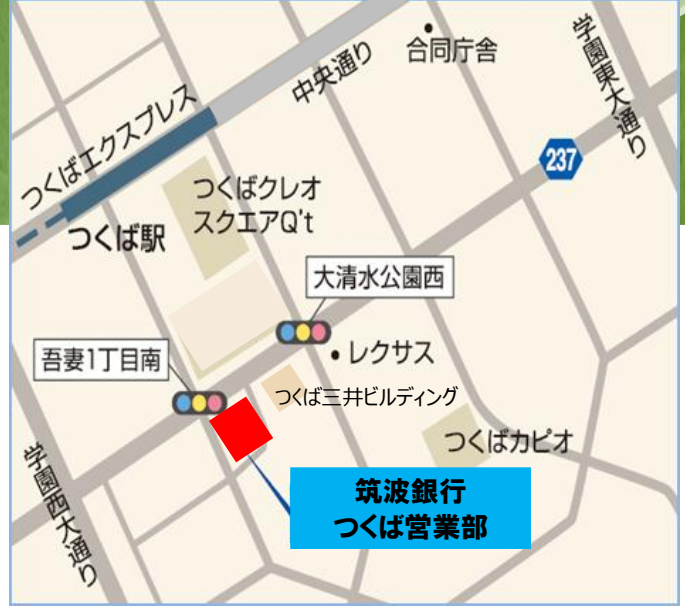 合同庁舎
中央通り
学園東大通り
つくばエクスプレス
237
つくばクレオ
スクエアQ't
つくば駅
大清水公園西
吾妻1丁目南
レクサス
つくば三井ビルディング
つくばカピオ
学園西大通り
筑波銀行
つくば営業部